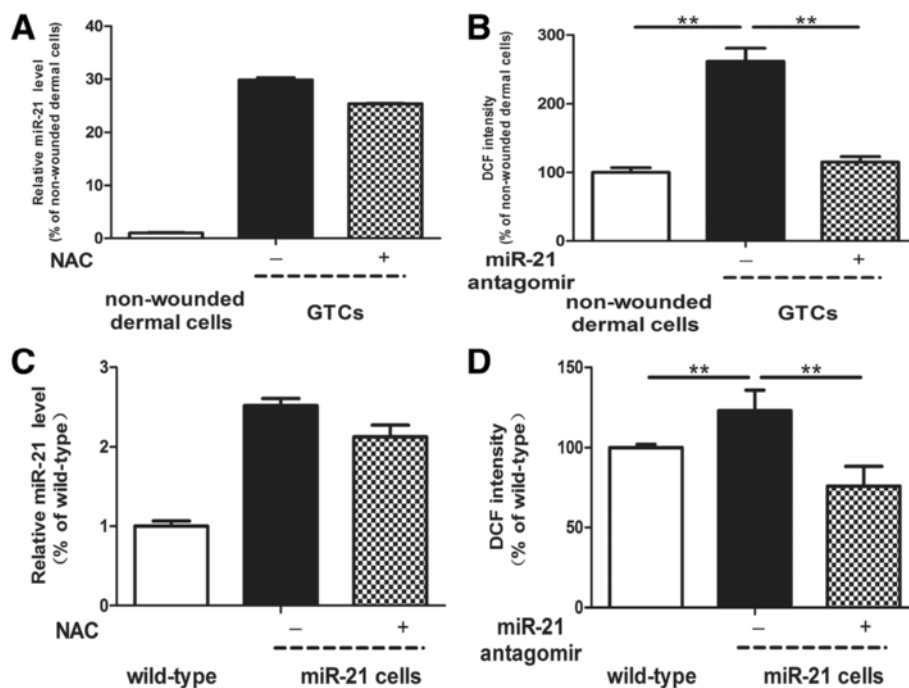 A
Relative miR-21 level
(% of non-wounded dermal cells)
40
30
20
10
0
NAC
–
+
non-wounded
dermal cells
GTCs
B
**
**
DCF intensity
(% of non-wounded dermal cells)
300
250
200
150
100
50
0
miR-21
antagomir
–
+
non-wounded
dermal cells
GTCs
C
Relative miR-21 level
(% of wild-type)
3
2
1
0
NAC
–
+
wild-type
miR-21 cells
D
**
**
DCF intensity
(% of wild-type)
150
100
50
0
miR-21
antagomir
–
+
wild-type
miR-21 cells